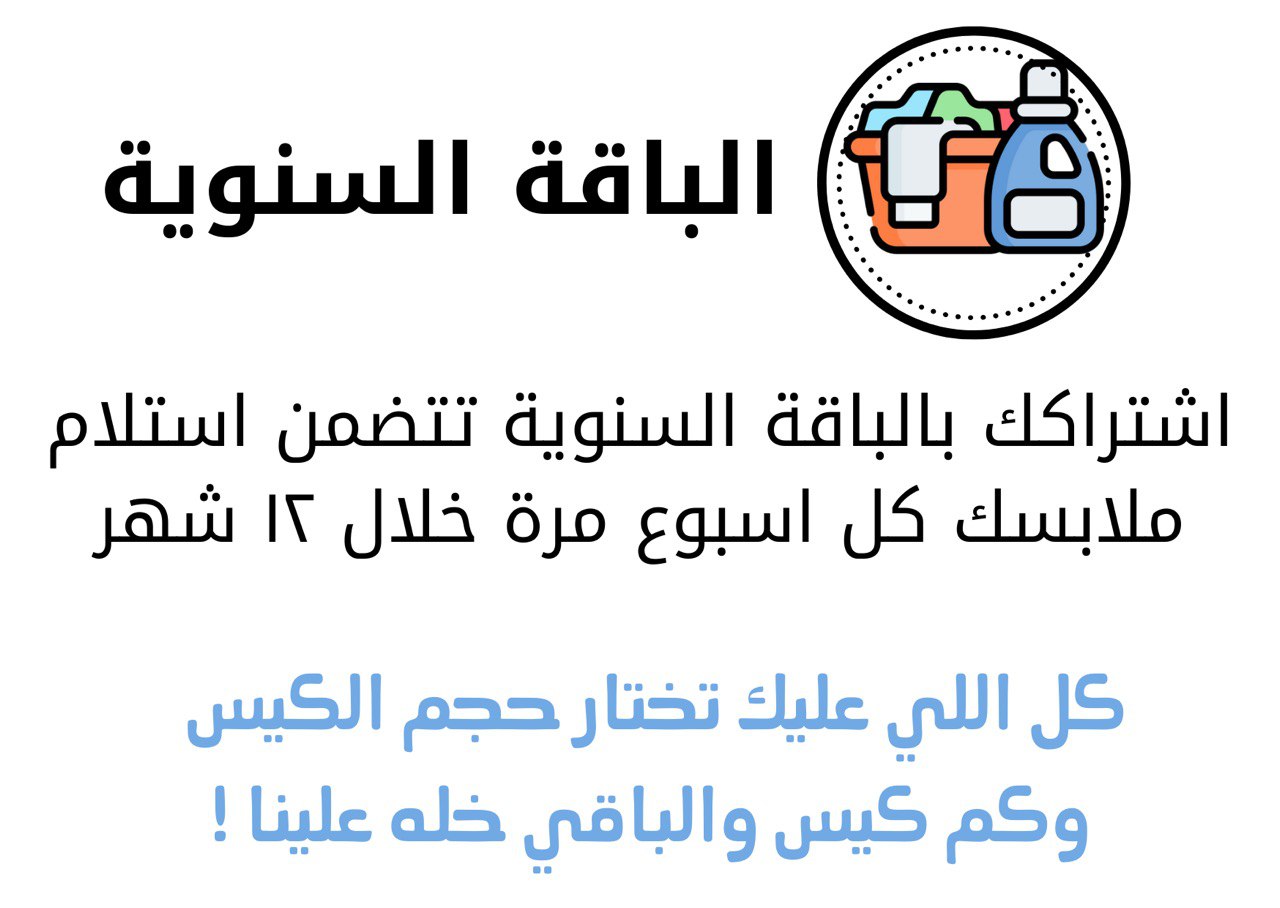 الباقة السنوية
اشتراكك بالباقة السنوية تتضمن استلام
ملابسك كل اسبوع مرة خلال ١٢ شهر
كل اللي عليك تختار حجم الكيس
وكم كيس والباقي خله علينا !